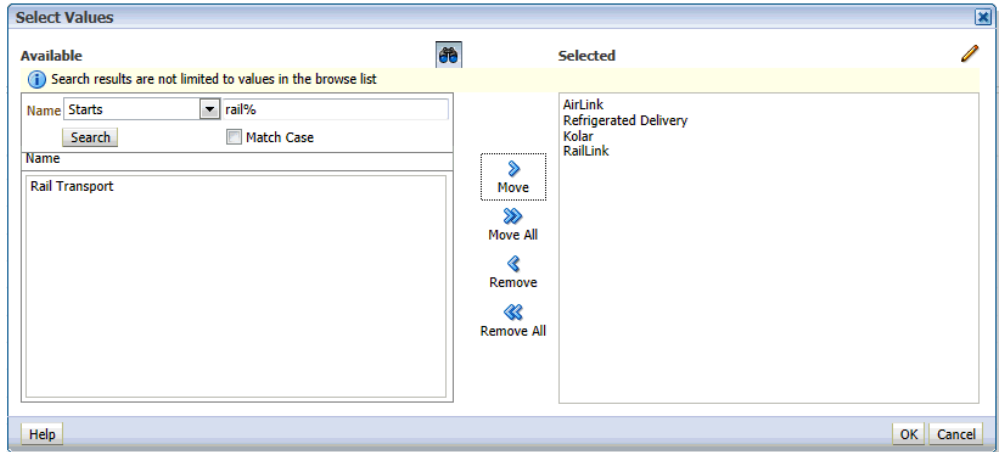 Select Values
Available
Selected
Search results are not limited to values in the browse list
Name Starts rail%
Search Match Case
Name
Rail Transport
Move
Move All
Remove
Remove All
AirLink
Refrigerated Delivery
Kolar
RailLink
Help
OK Cancel